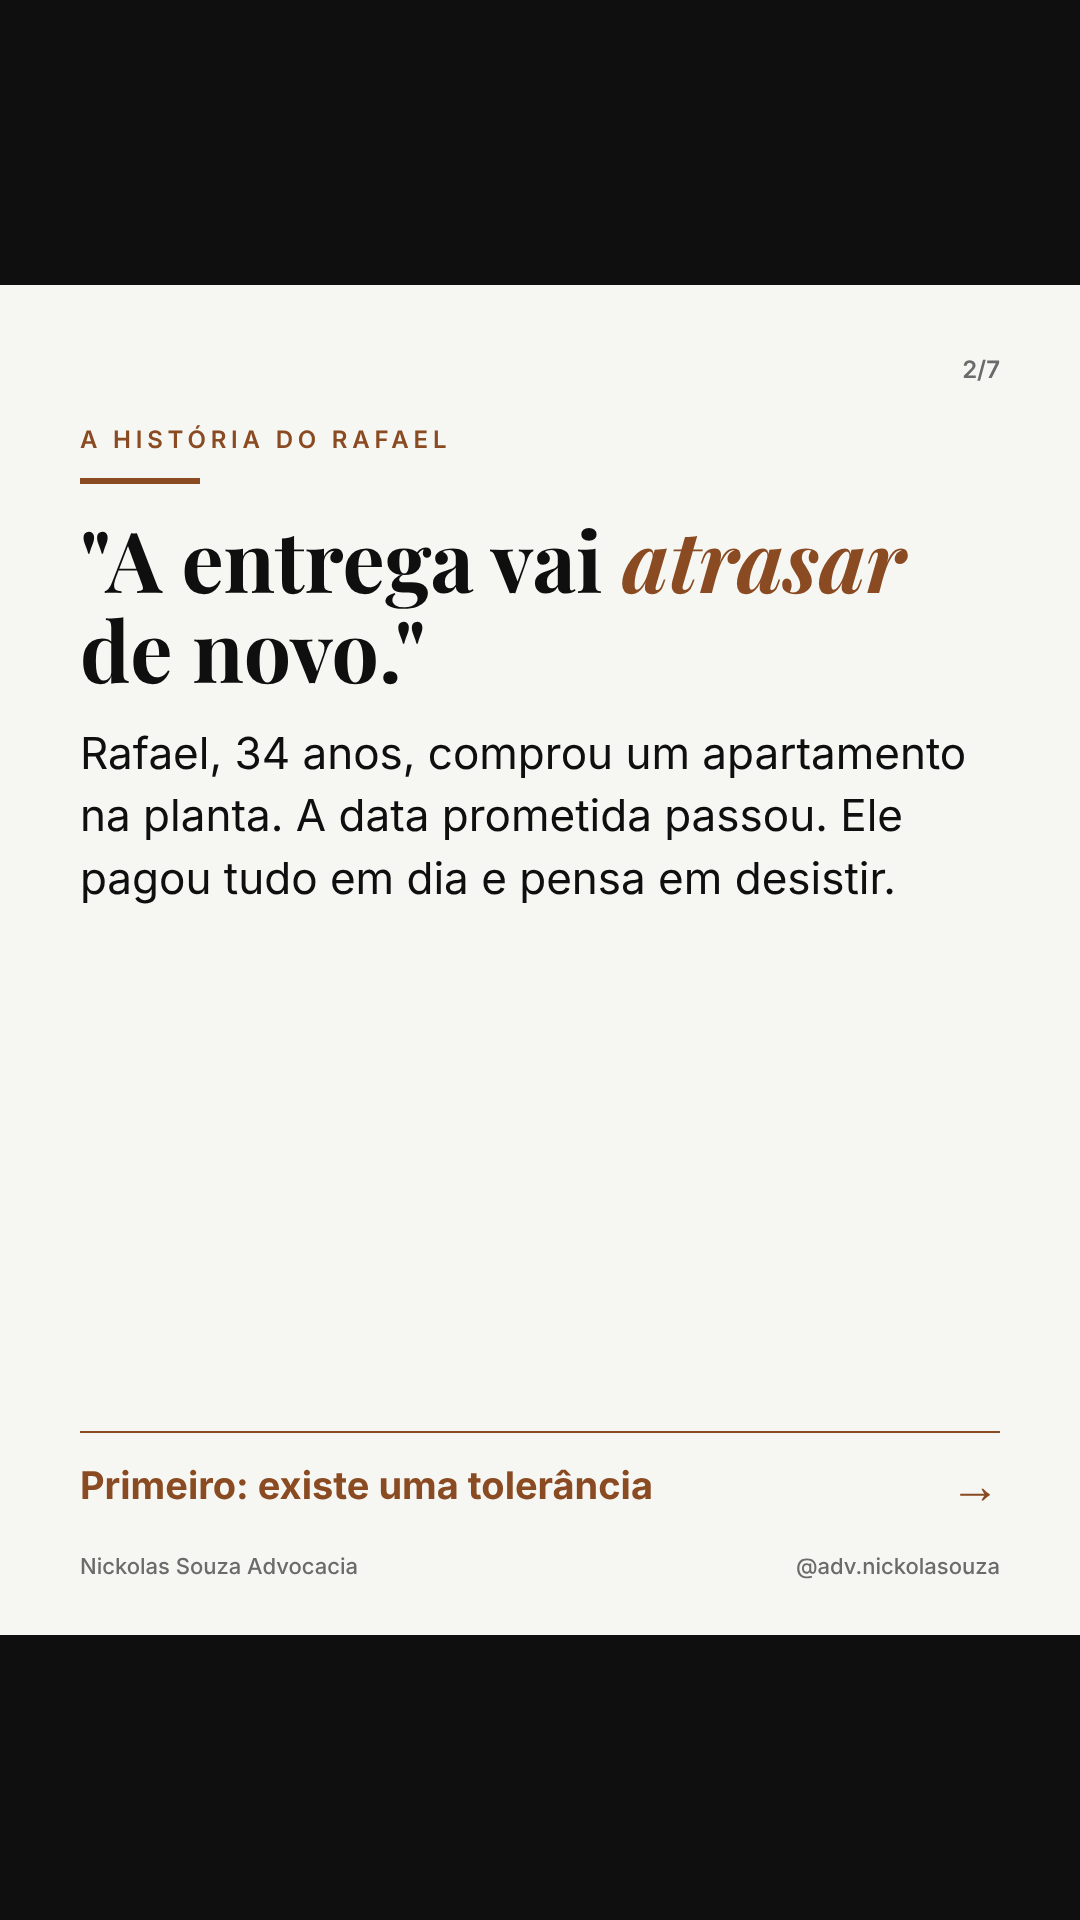 2/7
A HISTÓRIA DO RAFAEL
"A entrega vai atrasar
de novo."
Rafael, 34 anos, comprou um apartamento
na planta. A data prometida passou. Ele
pagou tudo em dia e pensa em desistir.
Primeiro: existe uma tolerância →
Nickolas Souza Advocacia
@adv.nickolasouza